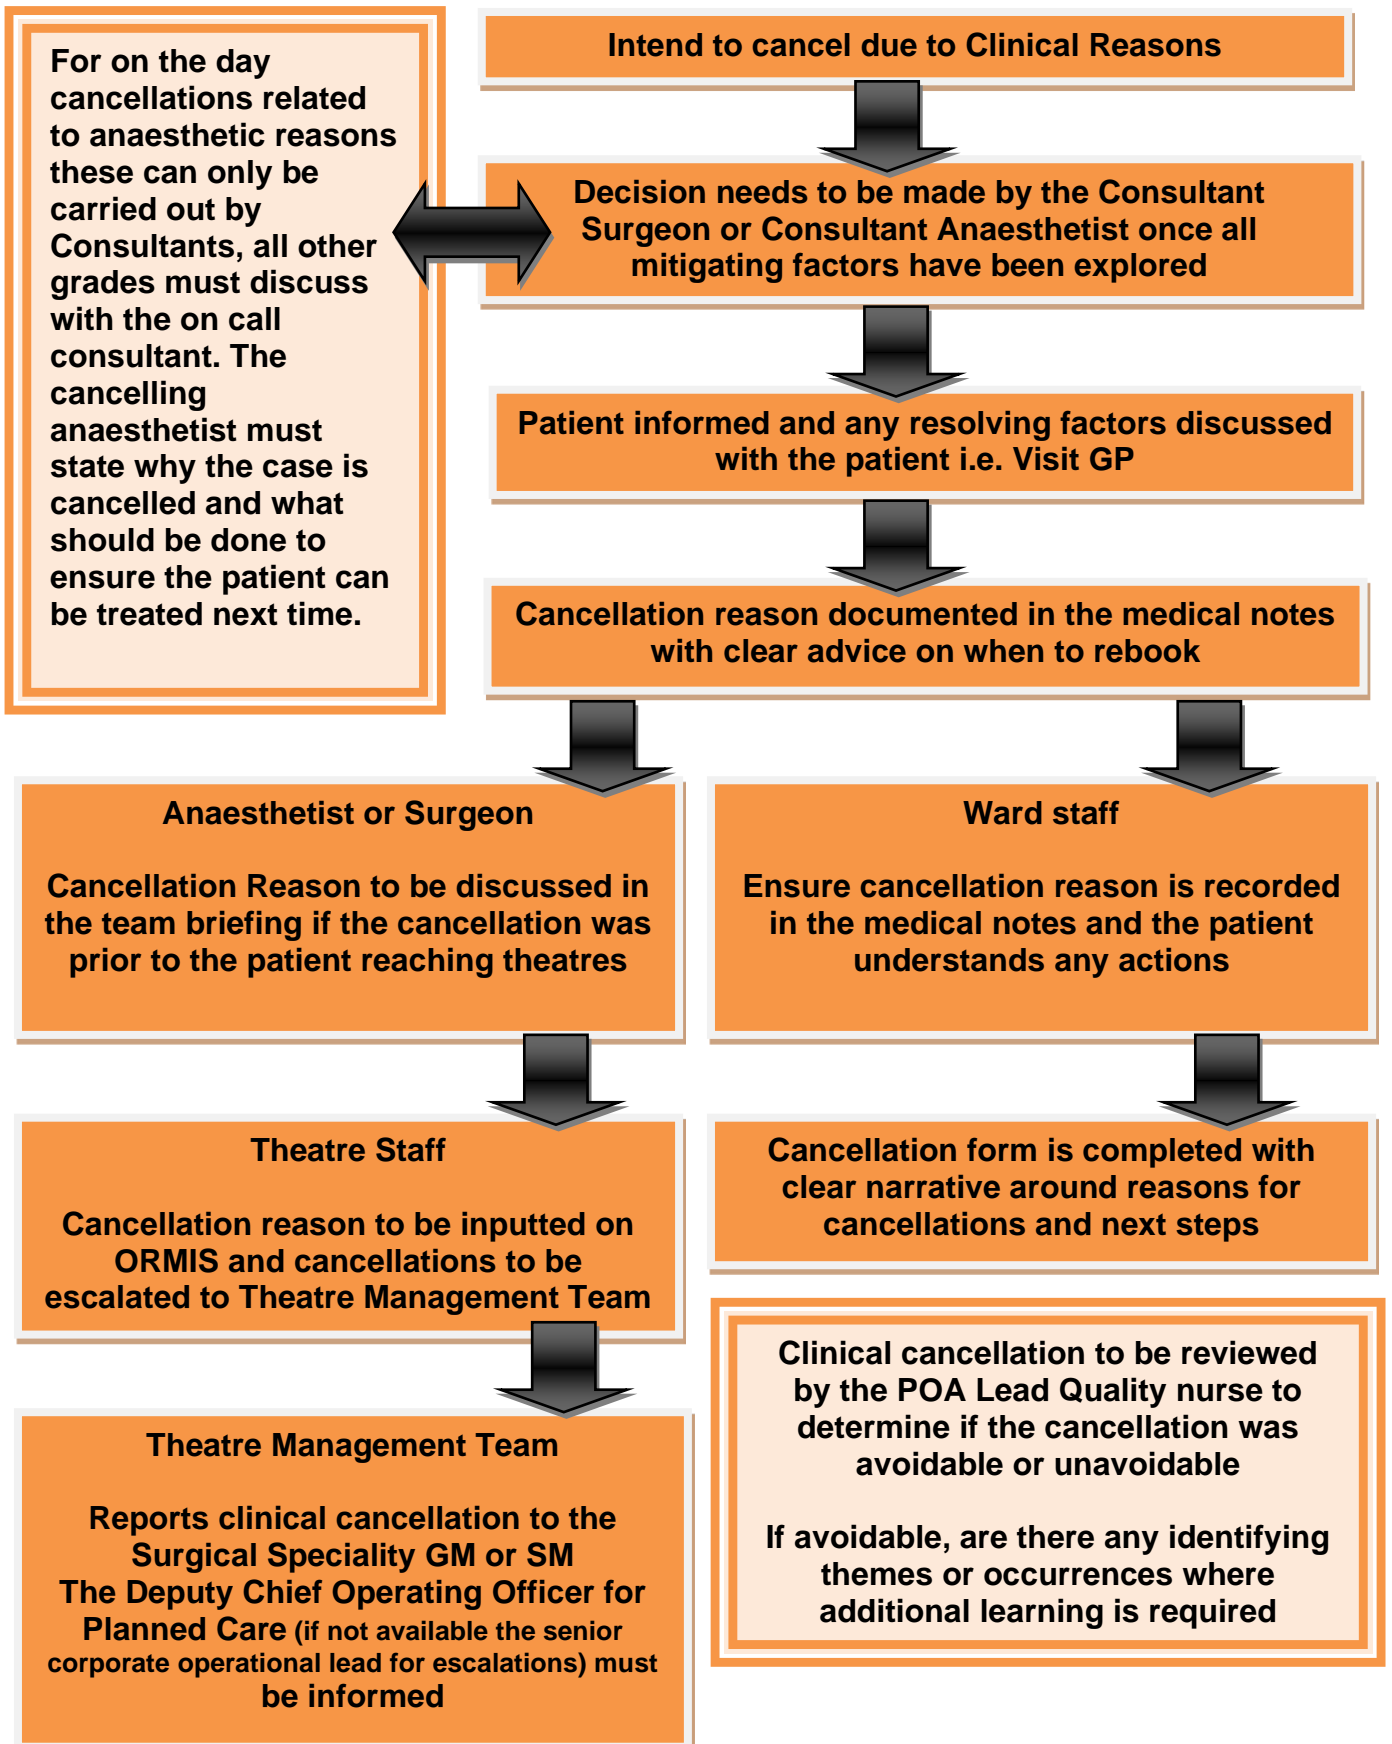 For on the day
cancellations related
to anaesthetic reasons
these can only be
carried out by
Consultants, all other
grades must discuss
with the on call
consultant. The
cancelling
anaesthetist must
state why the case is
cancelled and what
should be done to
ensure the patient can
be treated next time.
Intend to cancel due to Clinical Reasons
Decision needs to be made by the Consultant
Surgeon or Consultant Anaesthetist once all
mitigating factors have been explored
Patient informed and any resolving factors discussed
with the patient i.e. Visit GP
Cancellation reason documented in the medical notes
with clear advice on when to rebook
Anaesthetist or Surgeon
Cancellation Reason to be discussed in
the team briefing if the cancellation was
prior to the patient reaching theatres
Ward staff
Ensure cancellation reason is recorded
in the medical notes and the patient
understands any actions
Theatre Staff
Cancellation reason to be inputted on
ORMIS and cancellations to be
escalated to Theatre Management Team
Cancellation form is completed with
clear narrative around reasons for
cancellations and next steps
Theatre Management Team
Reports clinical cancellation to the
Surgical Speciality GM or SM
The Deputy Chief Operating Officer for
Planned Care (if not available the senior
corporate operational lead for escalations) must
be informed
Clinical cancellation to be reviewed
by the POA Lead Quality nurse to
determine if the cancellation was
avoidable or unavoidable
If avoidable, are there any identifying
themes or occurrences where
additional learning is required